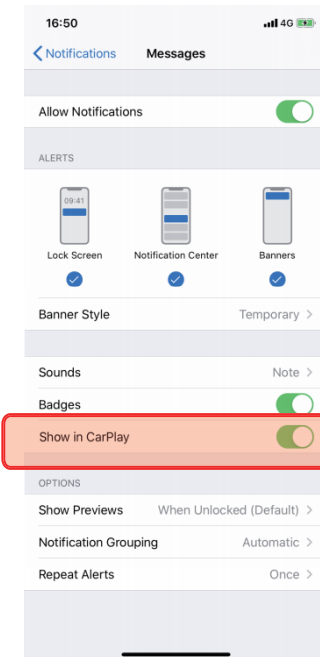 16:50 4G
Notifications Messages
Allow Notifications
ALERTS
09:41
Lock Screen Notification Center Banners
Banner Style Temporary
Sounds Note
Badges
Show in CarPlay
OPTIONS
Show Previews When Unlocked (Default)
Notification Grouping Automatic
Repeat Alerts Once